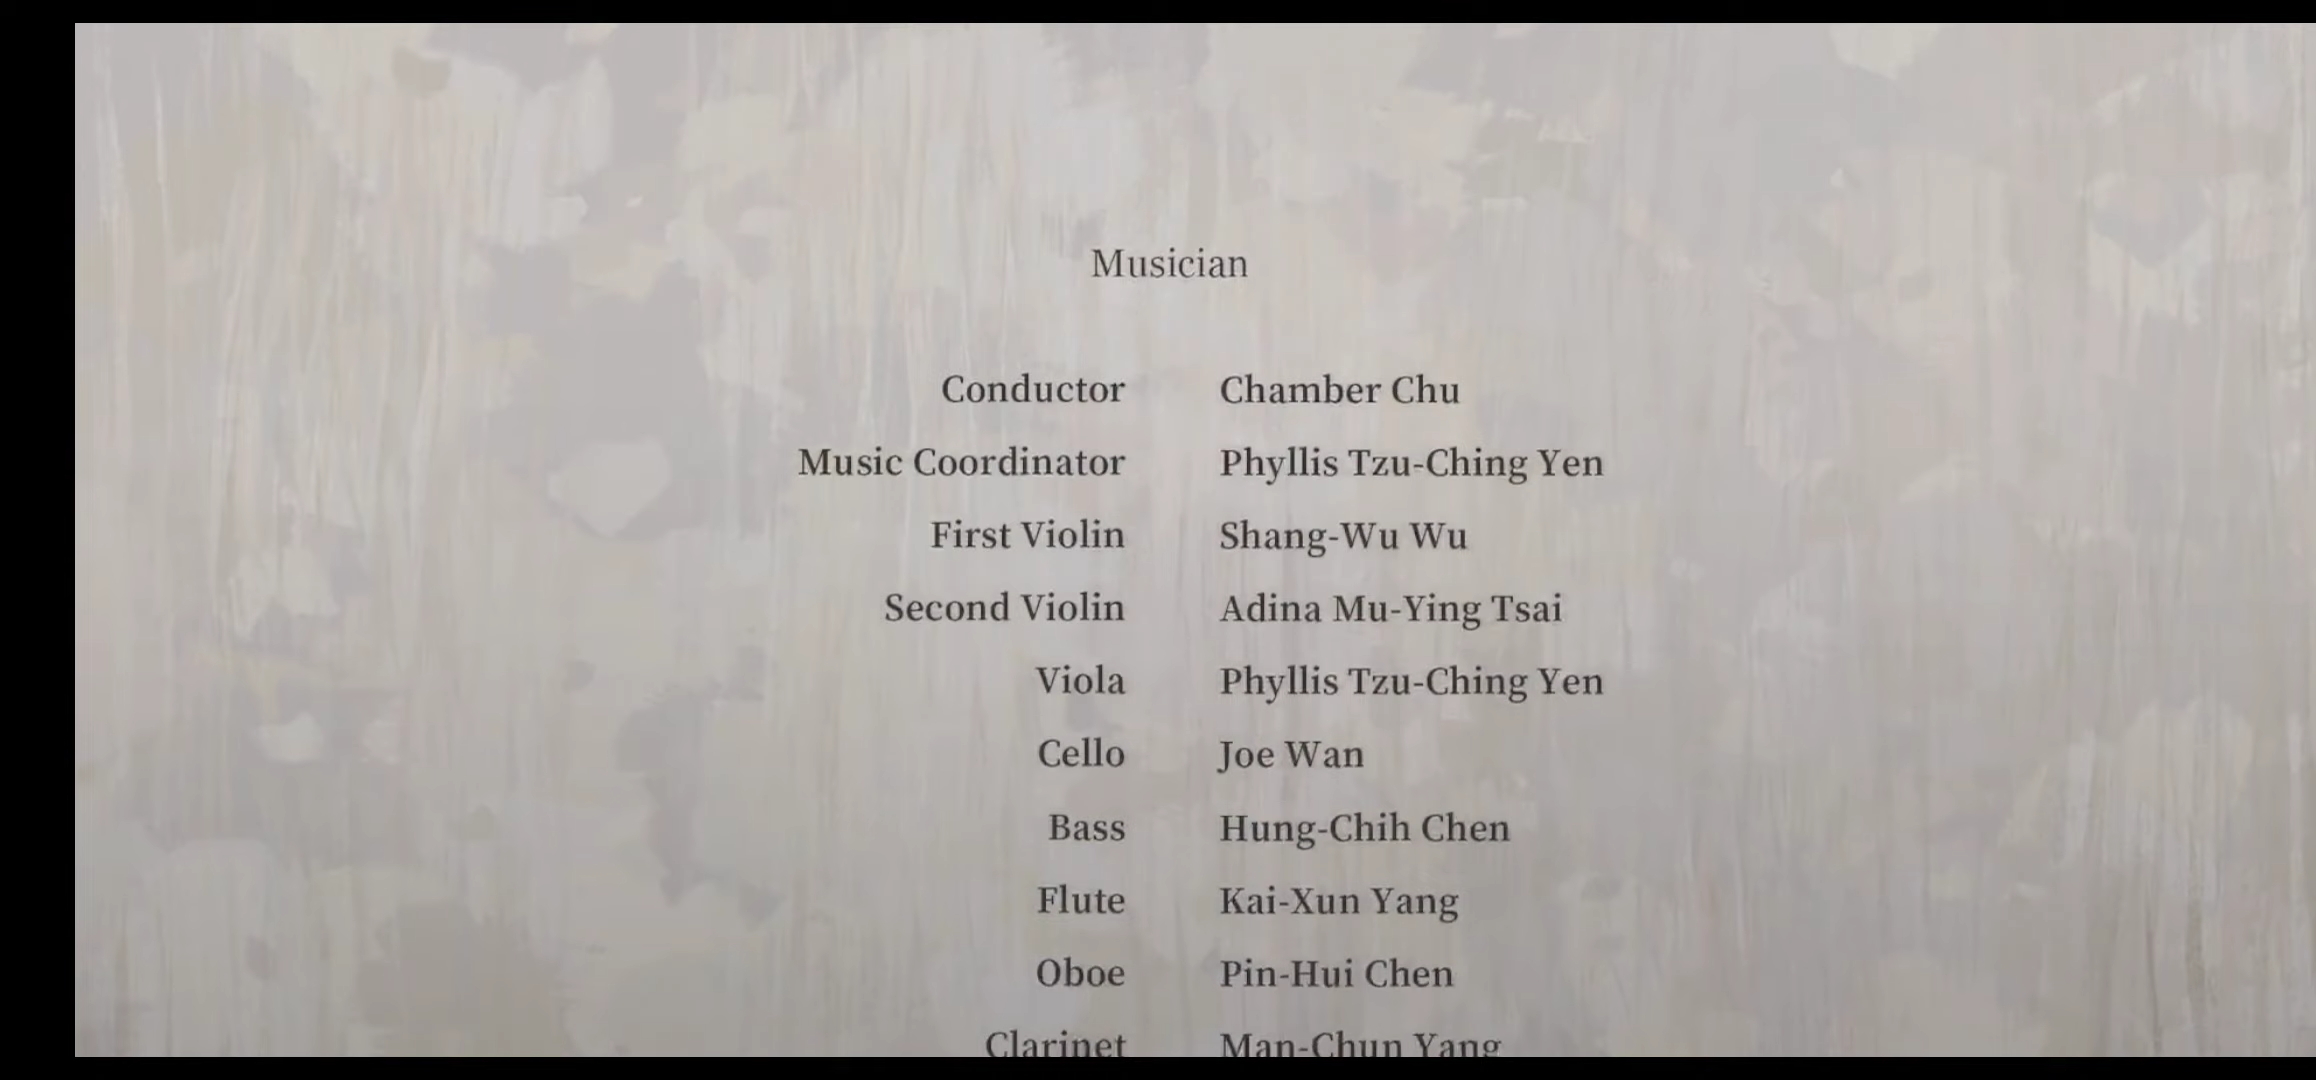 Musician
Conductor Chamber Chu
Music Coordinator Phyllis Tzu-Ching Yen
First Violin Shang-Wu Wu
Second Violin Adina Mu-Ying Tsai
Viola Phyllis Tzu-Ching Yen
Cello Joe Wan
Bass Hung-Chih Chen
Flute Kai-Xun Yang
Oboe Pin-Hui Chen
Clarinet Man-Chun Yang